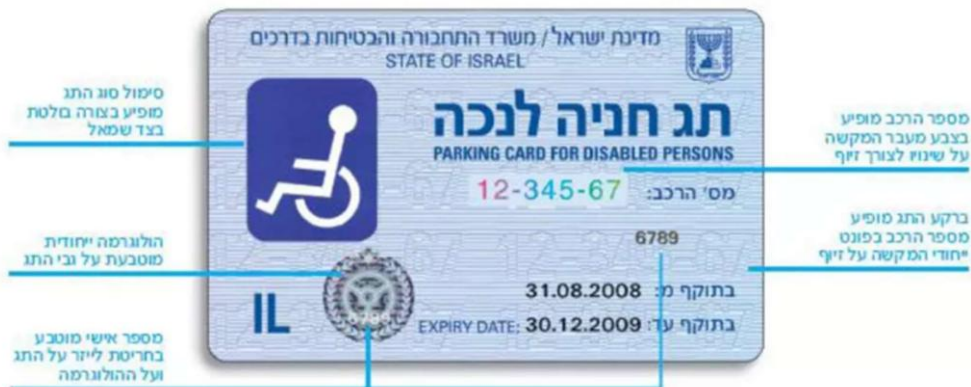 מדינת ישראל / משרד התחבורה והבטיחות בדרכים
STATE OF ISRAEL
תג חניה לנכה
PARKING CARD FOR DISABLED PERSONS
מס' הרכב: 12-345-67
6789
בתוקף מ: 31.08.2008
בתוקף עד: EXPIRY DATE: 30.12.2009
IL
מספר הרכב מופיע
בצבע מעבר המקשה
על שינויו לצורך זיוף
ברקע התג מופיע
מספר הרכב בפונט
ייחודי המקשה על זיוף
סימול סוג התג
מופיע בצורה בולטת
בצד שמאל
הולוגרמה ייחודית
מוטבעת על גבי התג
מספר אישי מוטבע
בחריטת לייזר על התג
ועל ההולוגרמה